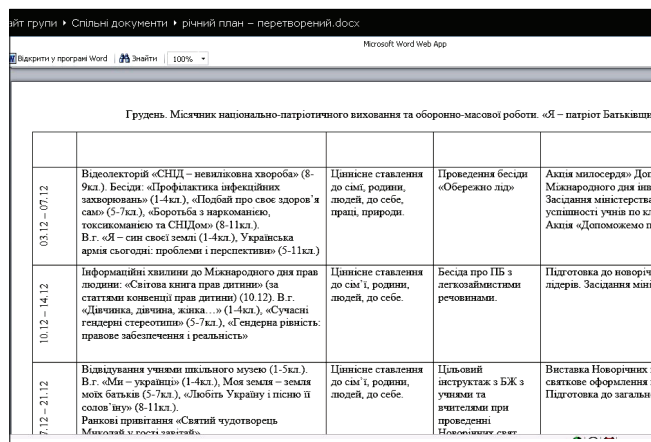 айт групи ▸ Спільні документи ▸ річний план – перетворений.docx
Microsoft Word Web App
Відкрити у програмі Word
Знайти
100%
Грудень. Місячник національно-патріотичного виховання та оборонно-масової роботи. «Я – патріот Батьківщи
03.12 – 07.12
Відеолекторій «СНІД – невиліковна хвороба» (8-
9кл.). Бесіди: «Профілактика інфекційних
захворювань» (1-4кл.), «Подбай про своє здоров'я
сам» (5-7кл.), «Боротьба з наркоманією,
токсикоманією та СНІДом» (8-11кл.).
В.г. «Я – син своєї землі (1-4кл.), Українська
армія сьогодні: проблеми і перспективи» (5-11кл.)
Ціннісне ставлення
до сімї, родини,
людей, до себе,
праці, природи.
Проведення бесіди
«Обережно лід»
Акція милосердя» Доп
Міжнародного дня інв
Засідання міністерства
успішності учнів по кл
Акція «Допоможемо п
10.12 – 14.12
Інформаційні хвилини до Міжнародного дня прав
людини: «Світова книга прав дитини» (за
статтями конвенції прав дитини) (10.12). В.г.
«Дівчинка, дівчина, жінка…» (1-4кл.), «Сучасні
гендерні стереотипи» (5-7кл.), «Гендерна рівність:
правове забезпечення і реальність»
Ціннісне ставлення
до сім'ї, родини,
людей, до себе.
Бесіда про ПБ з
легкозаймистими
речовинами.
Підготовка до новоріч
лідерів. Засідання міні
7.12 – 21.12
Відвідування учнями шкільного музею (1-5кл.).
В.г. «Ми – українці» (1-4кл.), Моя земля – земля
моїх батьків (5-7кл.), «Любіть Україну і пісню її
солов'їну» (8-11кл.).
Ранкові привітання «Святий чудотворець
Миколай у гості завітай»
Ціннісне ставлення
до сім'ї, родини,
людей, до себе.
Цільовий
інструктаж з БЖ з
учнями та
вчителями при
проведенні
Новорічних свят
Виставка Новорічних
святкове оформлення
Підготовка до загальн